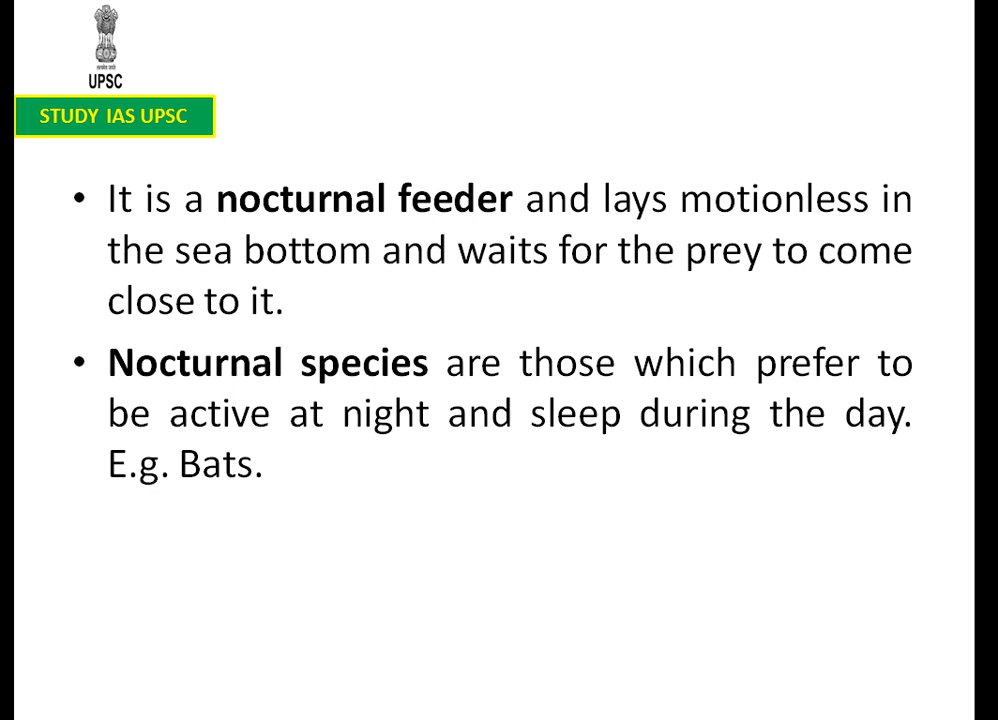 UPSC
STUDY IAS UPSC
• It is a nocturnal feeder and lays motionless in
the sea bottom and waits for the prey to come
close to it.
• Nocturnal species are those which prefer to
be active at night and sleep during the day.
E.g. Bats.